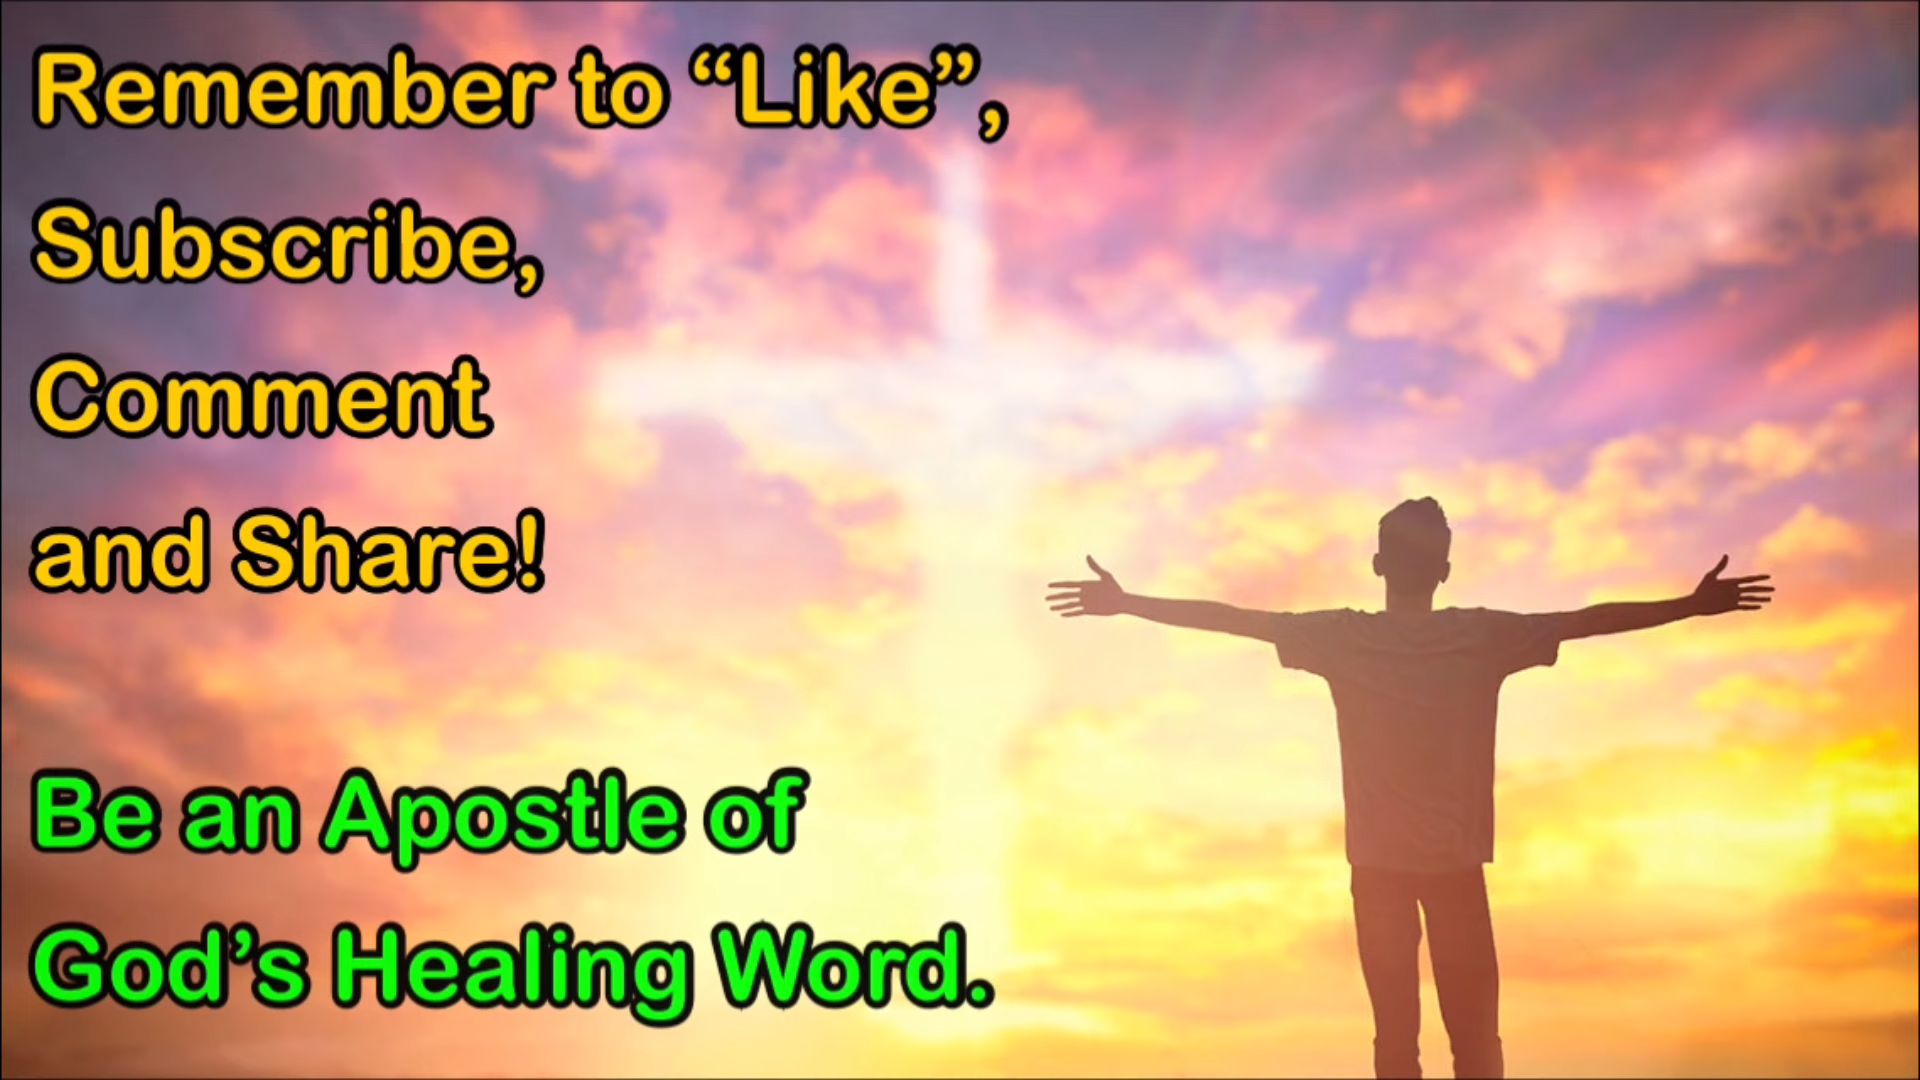 Remember to “Like”,
Subscribe,
Comment
and Share!
Be an Apostle of
God’s Healing Word.